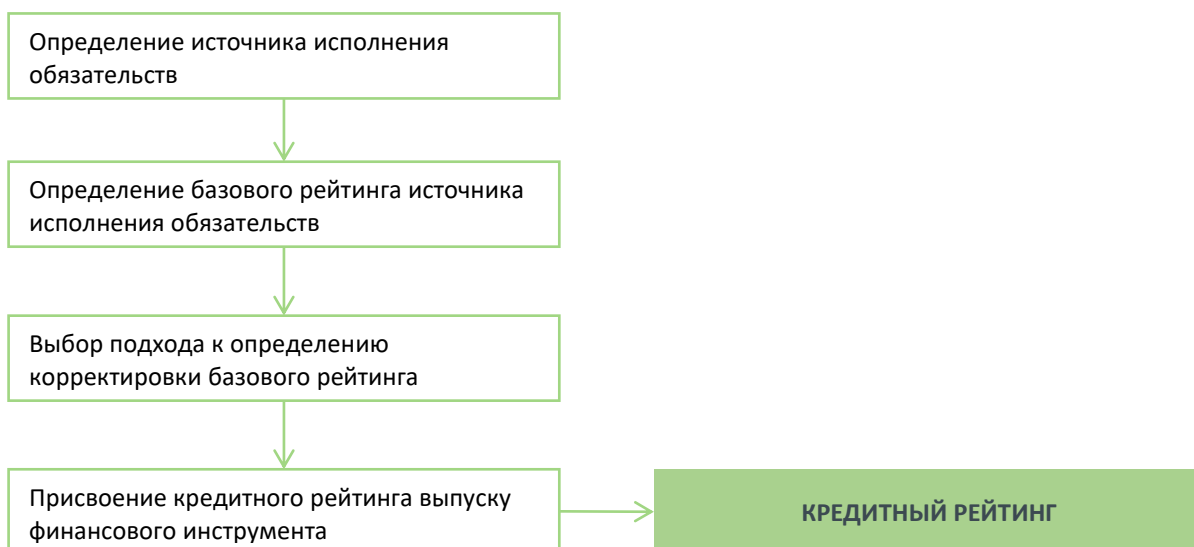 Определение источника исполнения
обязательств
Определение базового рейтинга источника
исполнения обязательств
Выбор подхода к определению
корректировки базового рейтинга
Присвоение кредитного рейтинга выпуску
финансового инструмента
КРЕДИТНЫЙ РЕЙТИНГ